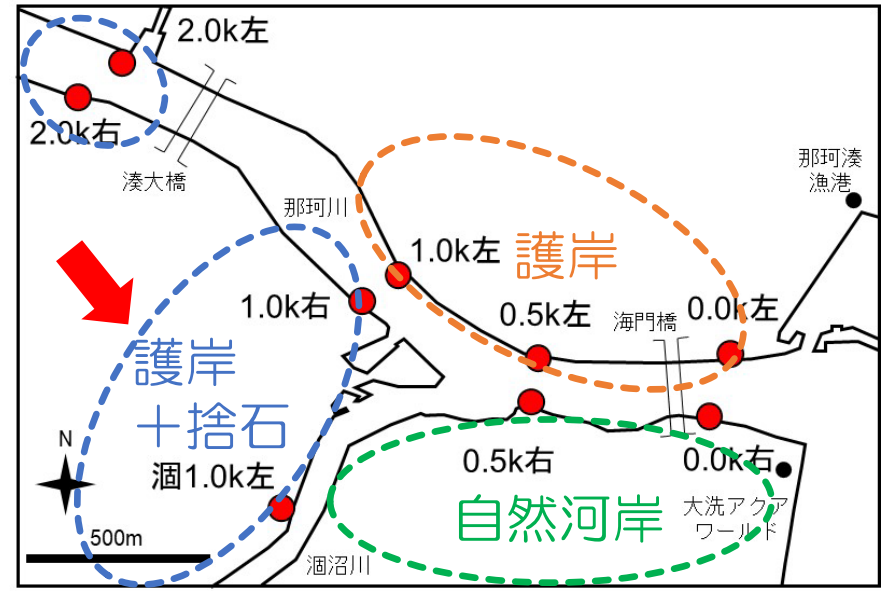 2.0k左
2.0k右
湊大橋
那珂川
那珂湊
漁港
1.0k左
護岸
1.0k右
0.5k左
海門橋
0.0k左
護岸
＋捨石
涸1.0k左
N
500m
0.5k右
0.0k右
大洗アクア
ワールド
自然河岸
涸沼川